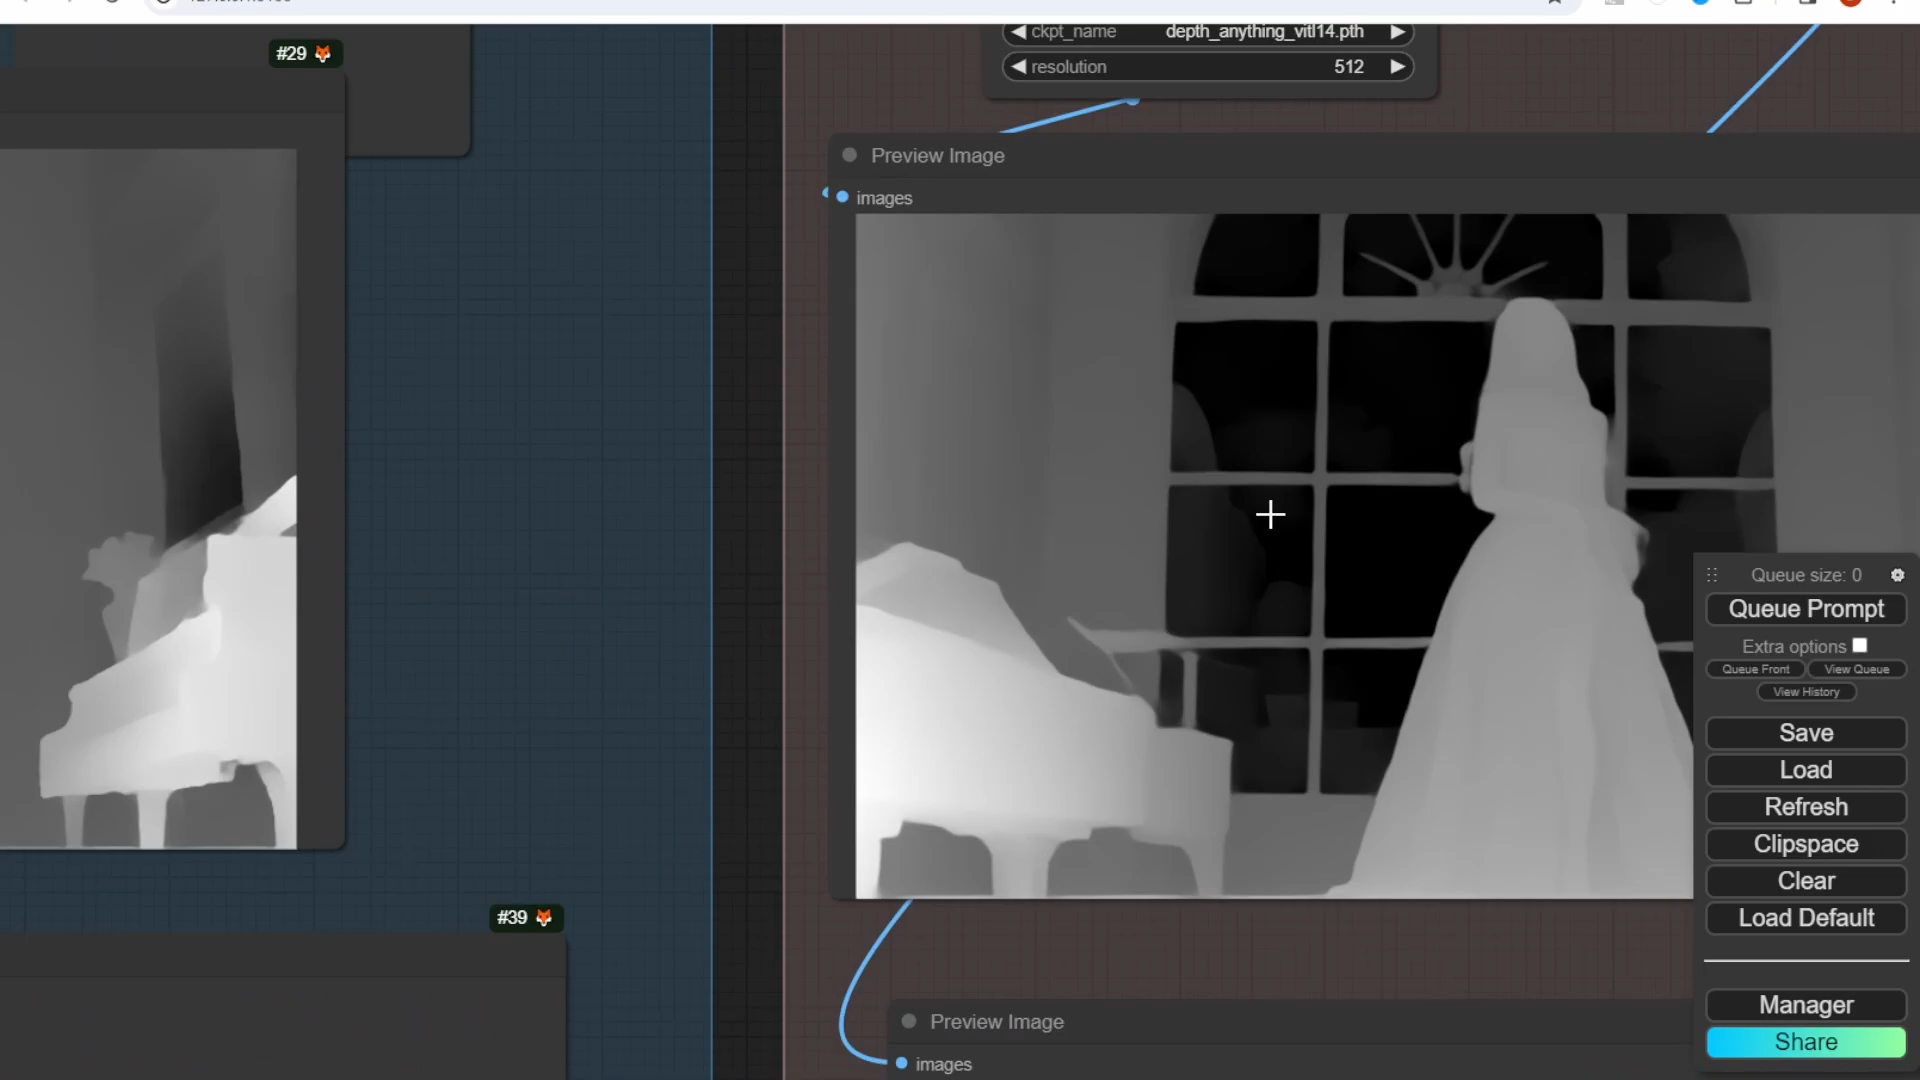 #29
ckpt_name depth_anything_vitl14.pth
resolution 512
Preview Image
images
Queue size: 0
Queue Prompt
Extra options
Queue Front View Queue
View History
Save
Load
Refresh
Clipspace
Clear
Load Default
#39
Manager
Preview Image
Share
images